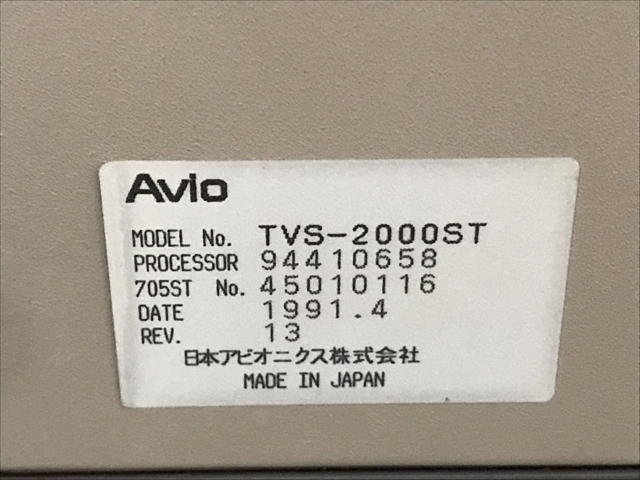 Avio
MODEL No. TVS-2000ST
PROCESSOR 94410658
705ST No. 45010116
DATE 1991.4
REV. 13
日本アビオニクス株式会社
MADE IN JAPAN